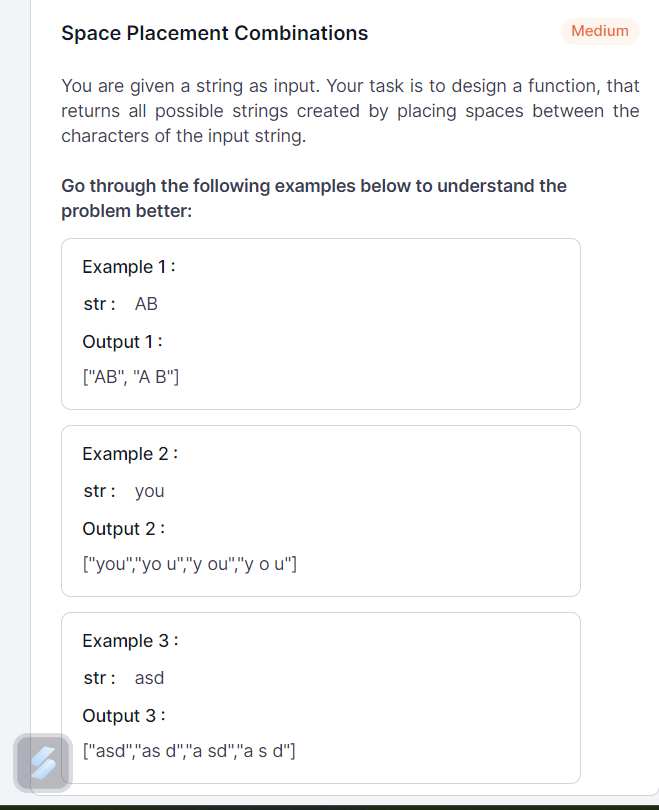 Space Placement Combinations
Medium
You are given a string as input. Your task is to design a function, that
returns all possible strings created by placing spaces between the
characters of the input string.
Go through the following examples below to understand the
problem better:
Example 1 :
str : AB
Output 1 :
["AB", "A B"]
Example 2 :
str : you
Output 2 :
["you","yo u","y ou","y o u"]
Example 3 :
str : asd
Output 3 :
["asd","as d","a sd","a s d"]